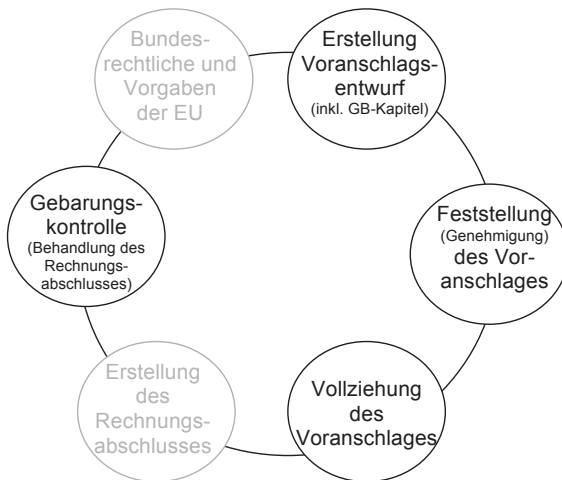 Bundes-
rechtliche und
Vorgaben
der EU
Erstellung
Voranschlags-
entwurf
(inkl. GB-Kapitel)
Feststellung
(Genehmigung)
des Vor-
anschlages
Vollziehung
des
Voranschlages
Erstellung
des
Rechnungs-
abschlusses
Gebarungs-
kontrolle
(Behandlung des
Rechnungs-
abschlusses)